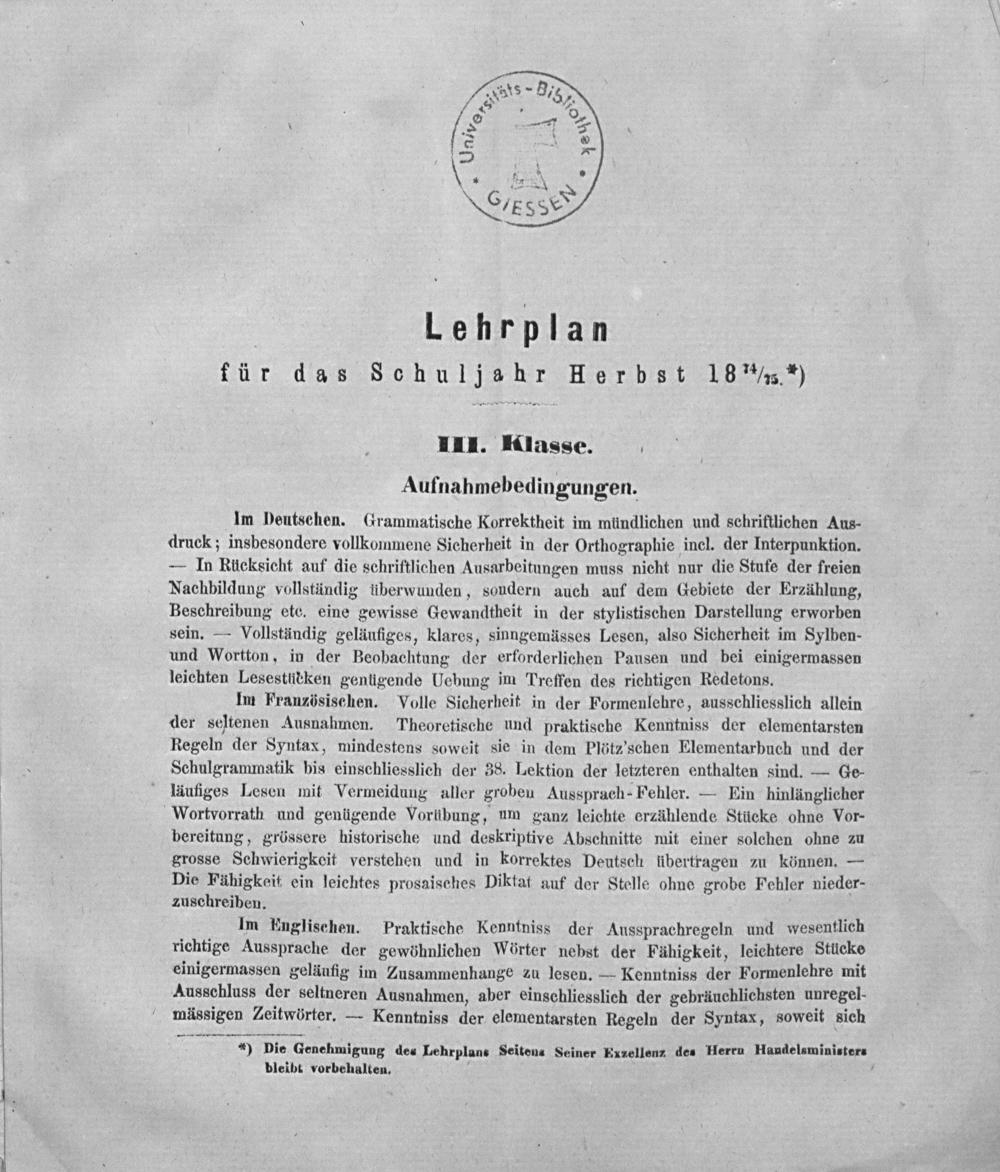 Universitäts-Bibliothek
* GIESSEN •
Lehrplan
für das Schuljahr Herbst 18 74/75. *)
III. Klasse.
Aufnahmebedingungen.
Im Deutschen. Grammatische Korrektheit im mündlichen und schriftlichen Aus-
druck; insbesondere vollkommene Sicherheit in der Orthographie incl. der Interpunktion.
— In Rücksicht auf die schriftlichen Ausarbeitungen muss nicht nur die Stufe der freien
Nachbildung vollständig überwunden, sondern auch auf dem Gebiete der Erzählung,
Beschreibung etc. eine gewisse Gewandtheit in der stylistischen Darstellung erworben
sein. — Vollständig geläufiges, klares, sinngemässes Lesen, also Sicherheit im Sylben-
und Wortton, in der Beobachtung der erforderlichen Pausen und bei einigermassen
leichten Lesestücken genügende Uebung im Treffen des richtigen Redetons.
Im Französischen. Volle Sicherheit in der Formenlehre, ausschliesslich allein
der seltenen Ausnahmen. Theoretische und praktische Kenntniss der elementarsten
Regeln der Syntax, mindestens soweit sie in dem Plötz'schen Elementarbuch und der
Schulgrammatik bis einschliesslich der 38. Lektion der letzteren enthalten sind. — Ge-
läufiges Lesen mit Vermeidung aller groben Aussprach-Fehler. — Ein hinlänglicher
Wortvorrath und genügende Vorübung, um ganz leichte erzählende Stücke ohne Vor-
bereitung, grössere historische und deskriptive Abschnitte mit einer solchen ohne zu
grosse Schwierigkeit verstehen und in korrektes Deutsch übertragen zu können. —
Die Fähigkeit ein leichtes prosaisches Diktat auf der Stelle ohne grobe Fehler nieder-
zuschreiben.
Im Englischen. Praktische Kenntniss der Aussprachregeln und wesentlich
richtige Aussprache der gewöhnlichen Wörter nebst der Fähigkeit, leichtere Stücke
einigermassen geläufig im Zusammenhange zu lesen. — Kenntniss der Formenlehre mit
Ausschluss der seltneren Ausnahmen, aber einschliesslich der gebräuchlichsten unregel-
mässigen Zeitwörter. — Kenntniss der elementarsten Regeln der Syntax, soweit sich
*) Die Genehmigung des Lehrplans Seitens Seiner Exzellenz des Herrn Handelsministers
bleibt vorbehalten.